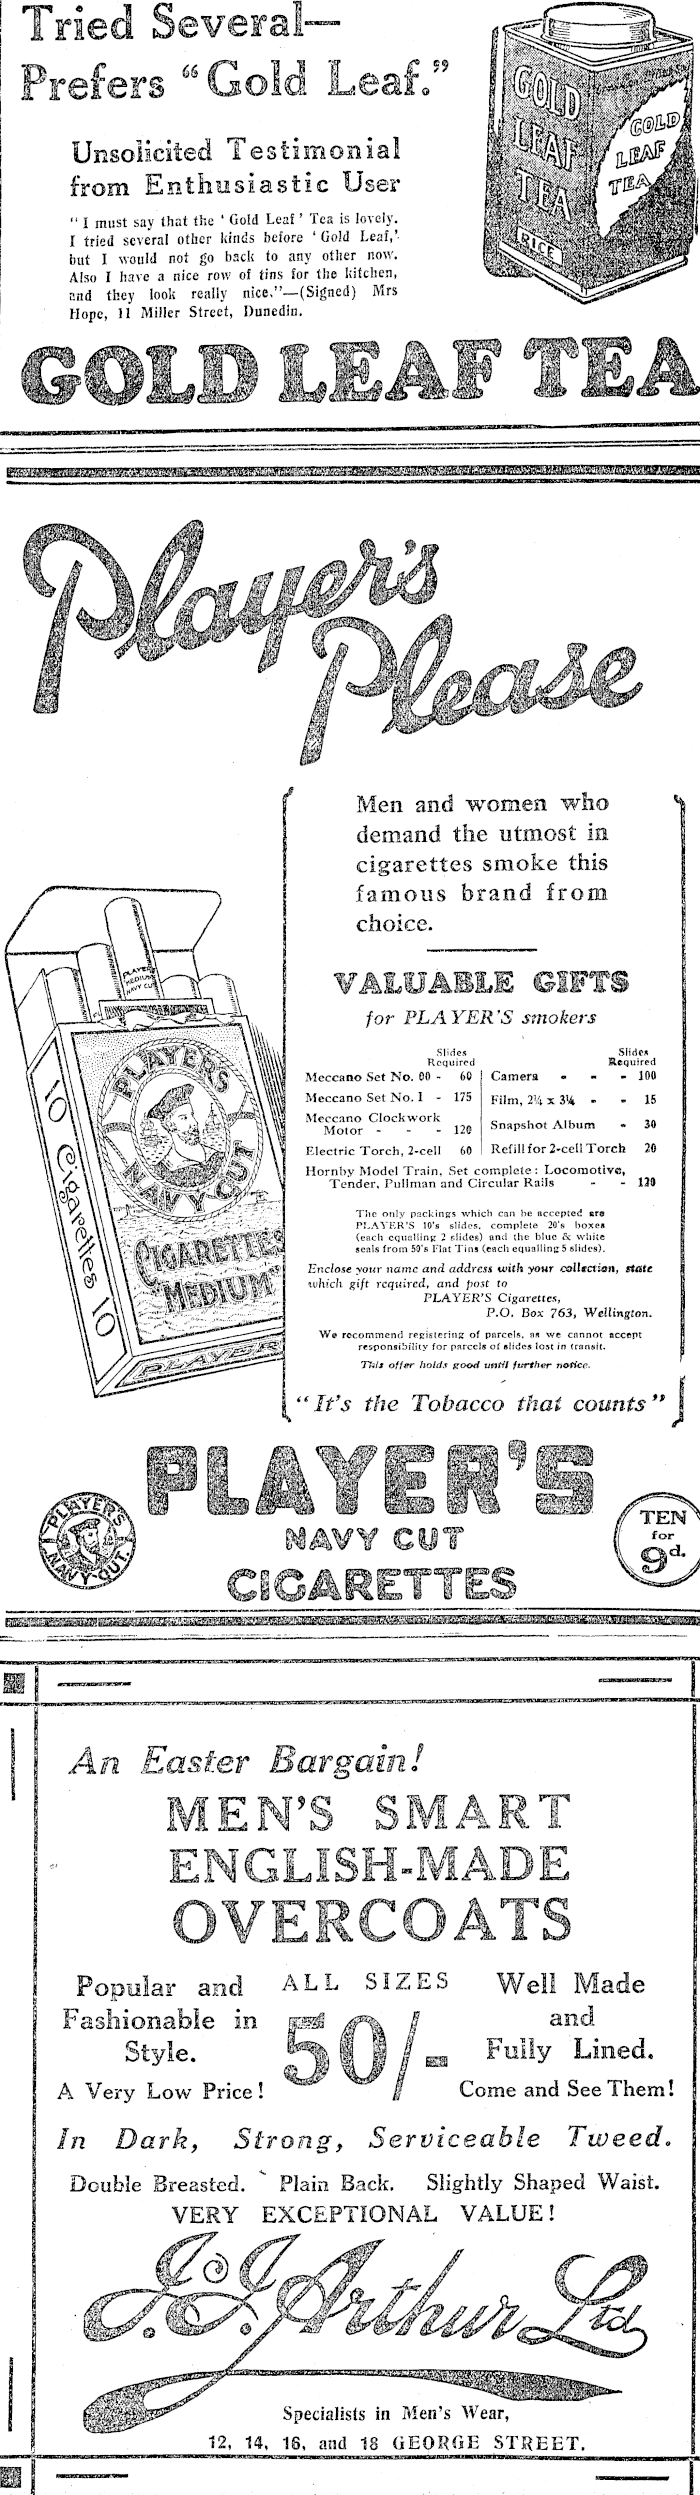 Tried Several—
Prefers “Gold Leaf.”
GOLD
LEAF
TEA
GOLD
LEAF
TEA
RICE
Unsolicited Testimonial
from Enthusiastic User
“I must say that the ‘Gold Leaf’ Tea is lovely.
I tried several other kinds before ‘Gold Leaf,’
but I would not go back to any other now.
Also I have a nice row of tins for the kitchen,
and they look really nice.”—(Signed) Mrs
Hope, 11 Miller Street, Dunedin.
GOLD LEAF TEA
Player's
Please
Men and women who
demand the utmost in
cigarettes smoke this
famous brand from
choice.
VALUABLE GIFTS
for PLAYER'S smokers
Slides
Required
Meccano Set No. 00 - 60
Meccano Set No. 1 - 175
Meccano Clockwork
Motor - - - 120
Electric Torch, 2-cell 60
Slides
Required
Camera - - - 100
Film, 2¼ x 3¼ - - 15
Snapshot Album - 30
Refill for 2-cell Torch 20
Hornby Model Train, Set complete: Locomotive,
Tender, Pullman and Circular Rails - - 120
The only packings which can be accepted are
PLAYER'S 10's slides, complete 20's boxes
(each equalling 2 slides) and the blue & white
seals from 50's Flat Tins (each equalling 5 slides).
Enclose your name and address with your collection, state
which gift required, and post to
PLAYER'S Cigarettes,
P.O. Box 763, Wellington.
We recommend registering of parcels, as we cannot accept
responsibility for parcels of slides lost in transit.
This offer holds good until further notice.
“It's the Tobacco that counts”
PLAYER'S
MEDIUM
NAVY CUT
PLAYER'S
NAVY CUT
CIGARETTES
"MEDIUM"
10 Cigarettes 10
PLAYER
PLAYER'S
NAVY CUT
CIGARETTES
PLAYER'S
NAVY-CUT.
TEN
for
9d.
An Easter Bargain!
MEN'S SMART
ENGLISH-MADE
OVERCOATS
Popular and
Fashionable in
Style.
A Very Low Price!
ALL SIZES
50/-
Well Made
and
Fully Lined.
Come and See Them!
In Dark, Strong, Serviceable Tweed.
Double Breasted. Plain Back. Slightly Shaped Waist.
VERY EXCEPTIONAL VALUE!
J. J. Arthur Ltd
Specialists in Men's Wear,
12, 14, 16, and 18 GEORGE STREET.